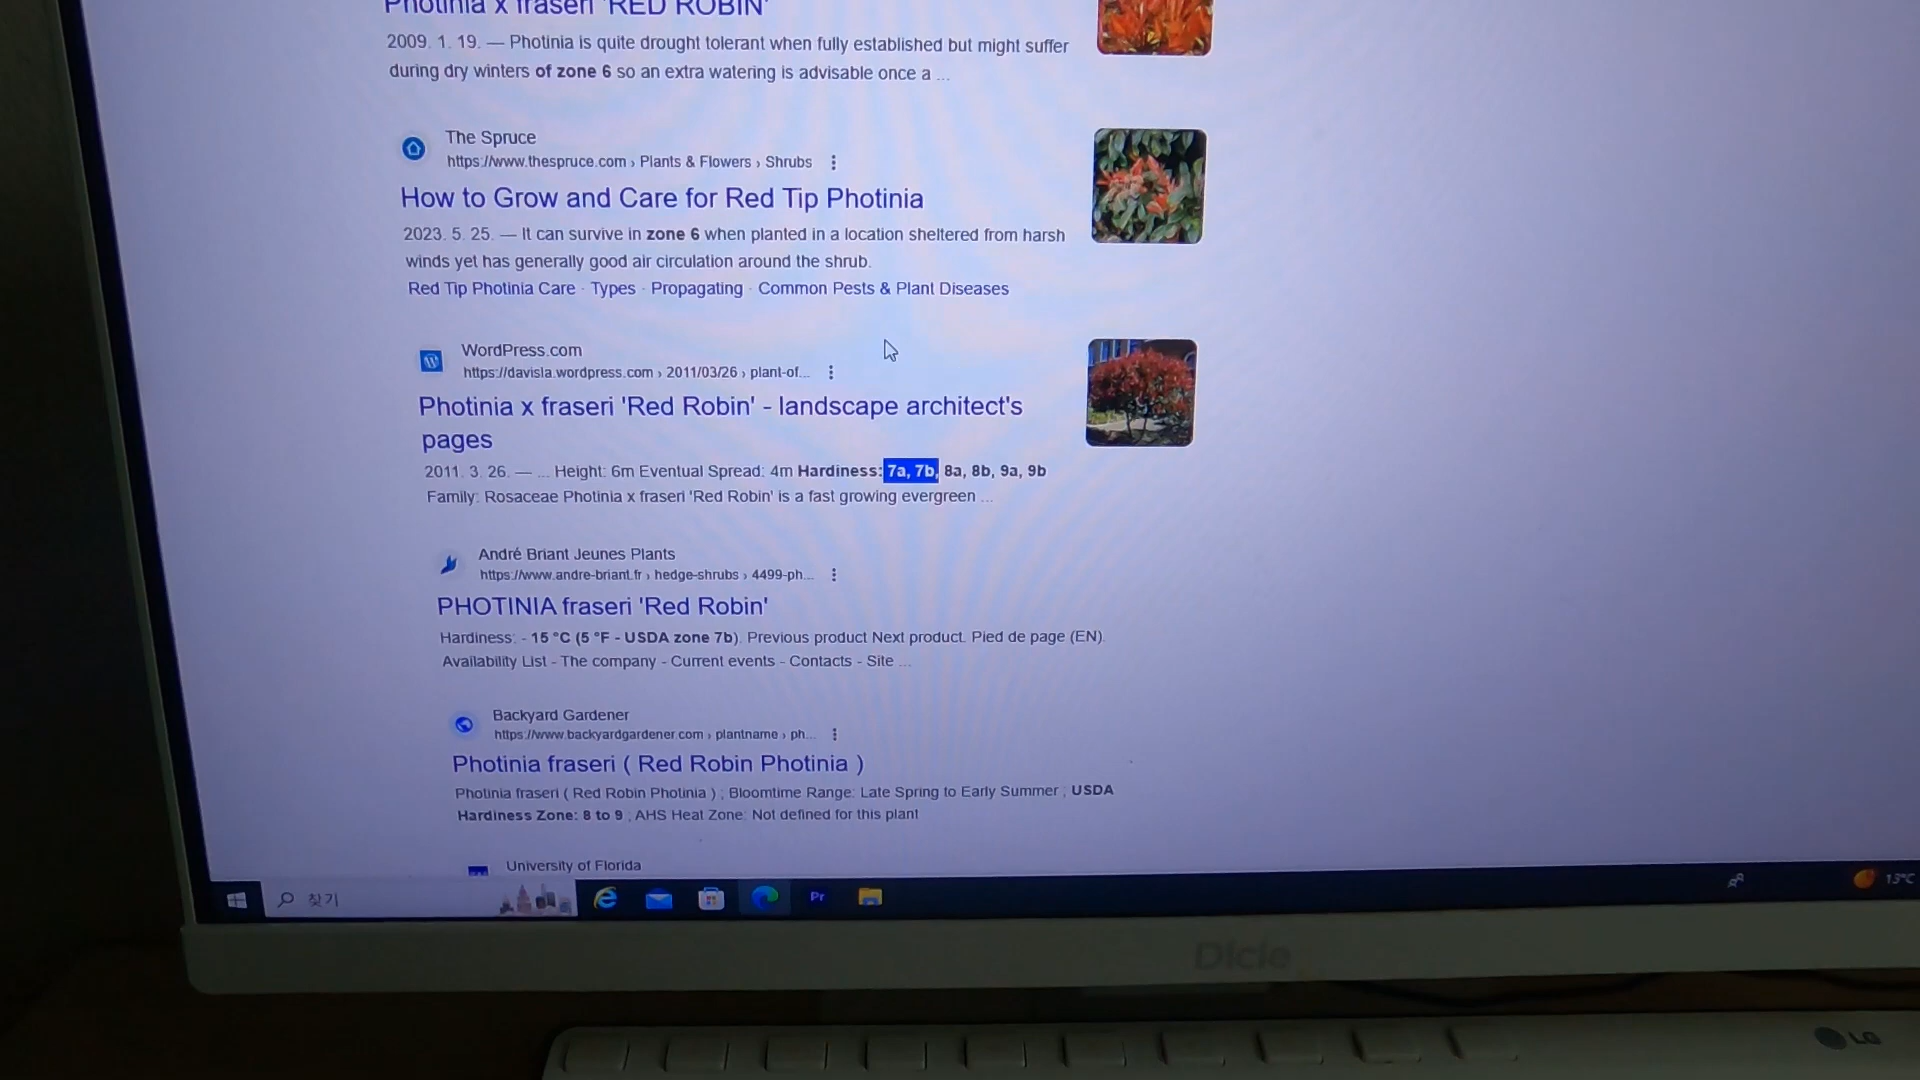 Photinia x fraseri 'RED ROBIN'
2009. 1. 19. — Photinia is quite drought tolerant when fully established but might suffer
during dry winters of zone 6 so an extra watering is advisable once a ...
The Spruce
https://www.thespruce.com › Plants & Flowers › Shrubs
How to Grow and Care for Red Tip Photinia
2023. 5. 25. — It can survive in zone 6 when planted in a location sheltered from harsh
winds yet has generally good air circulation around the shrub.
Red Tip Photinia Care · Types · Propagating · Common Pests & Plant Diseases
WordPress.com
https://davisla.wordpress.com › 2011/03/26 › plant-of...
Photinia x fraseri 'Red Robin' - landscape architect's
pages
2011. 3. 26. — ... Height: 6m Eventual Spread: 4m Hardiness: 7a, 7b, 8a, 8b, 9a, 9b
Family: Rosaceae Photinia x fraseri 'Red Robin' is a fast growing evergreen ...
André Briant Jeunes Plants
https://www.andre-briant.fr › hedge-shrubs › 4499-ph...
PHOTINIA fraseri 'Red Robin'
Hardiness: - 15 °C (5 °F - USDA zone 7b). Previous product Next product. Pied de page (EN).
Availability List - The company - Current events - Contacts - Site ...
Backyard Gardener
https://www.backyardgardener.com › plantname › ph...
Photinia fraseri ( Red Robin Photinia )
Photinia fraseri ( Red Robin Photinia ) ; Bloomtime Range: Late Spring to Early Summer ; USDA
Hardiness Zone: 8 to 9 ; AHS Heat Zone: Not defined for this plant
University of Florida
찾기
Pr
13°C
Dicle
LG